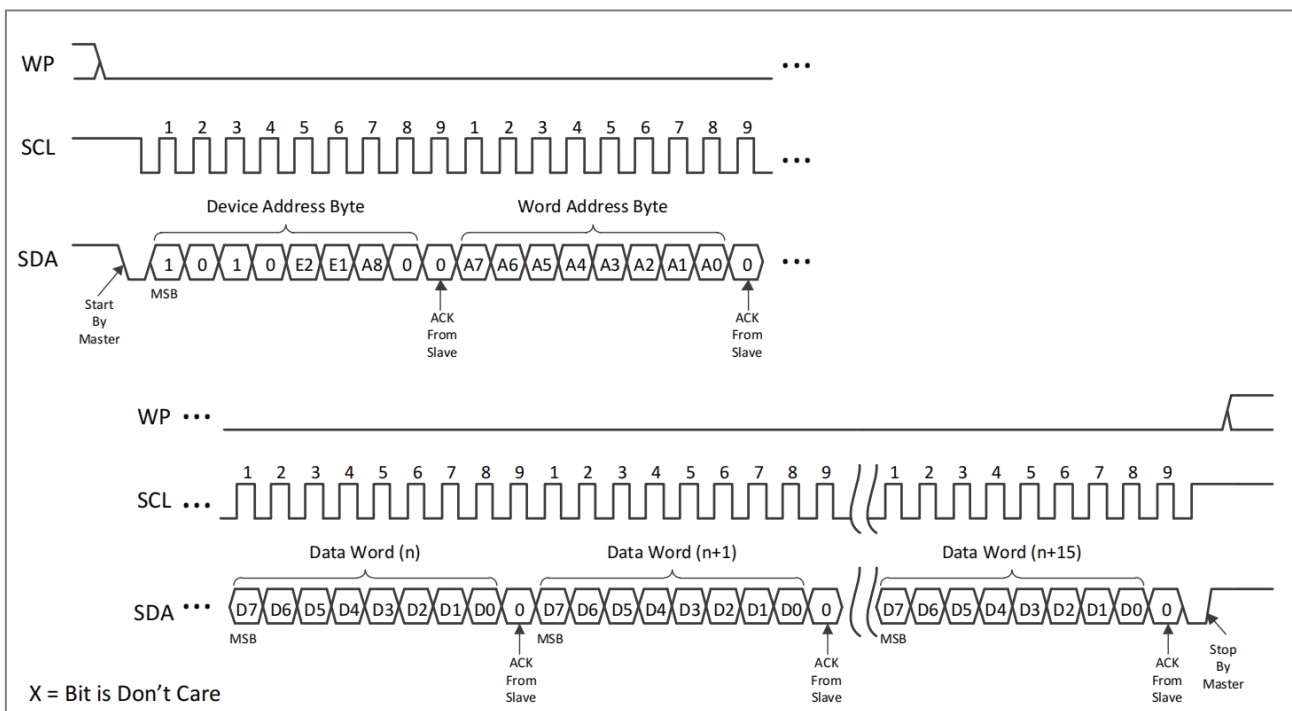 WP ...
1 2 3 4 5 6 7 8 9 1 2 3 4 5 6 7 8 9
SCL ...
Device Address Byte Word Address Byte
SDA 1 0 1 0 E2 E1 A8 0 0 A7 A6 A5 A4 A3 A2 A1 A0 0 ...
MSB
Start
By
Master
ACK
From
Slave
ACK
From
Slave
WP ...
1 2 3 4 5 6 7 8 9 1 2 3 4 5 6 7 8 9 1 2 3 4 5 6 7 8 9
SCL ...
Data Word (n) Data Word (n+1) Data Word (n+15)
SDA ... D7 D6 D5 D4 D3 D2 D1 D0 0 D7 D6 D5 D4 D3 D2 D1 D0 0 D7 D6 D5 D4 D3 D2 D1 D0 0
MSB MSB MSB
ACK
From
Slave
ACK
From
Slave
ACK
From
Slave
Stop
By
Master
X = Bit is Don’t Care